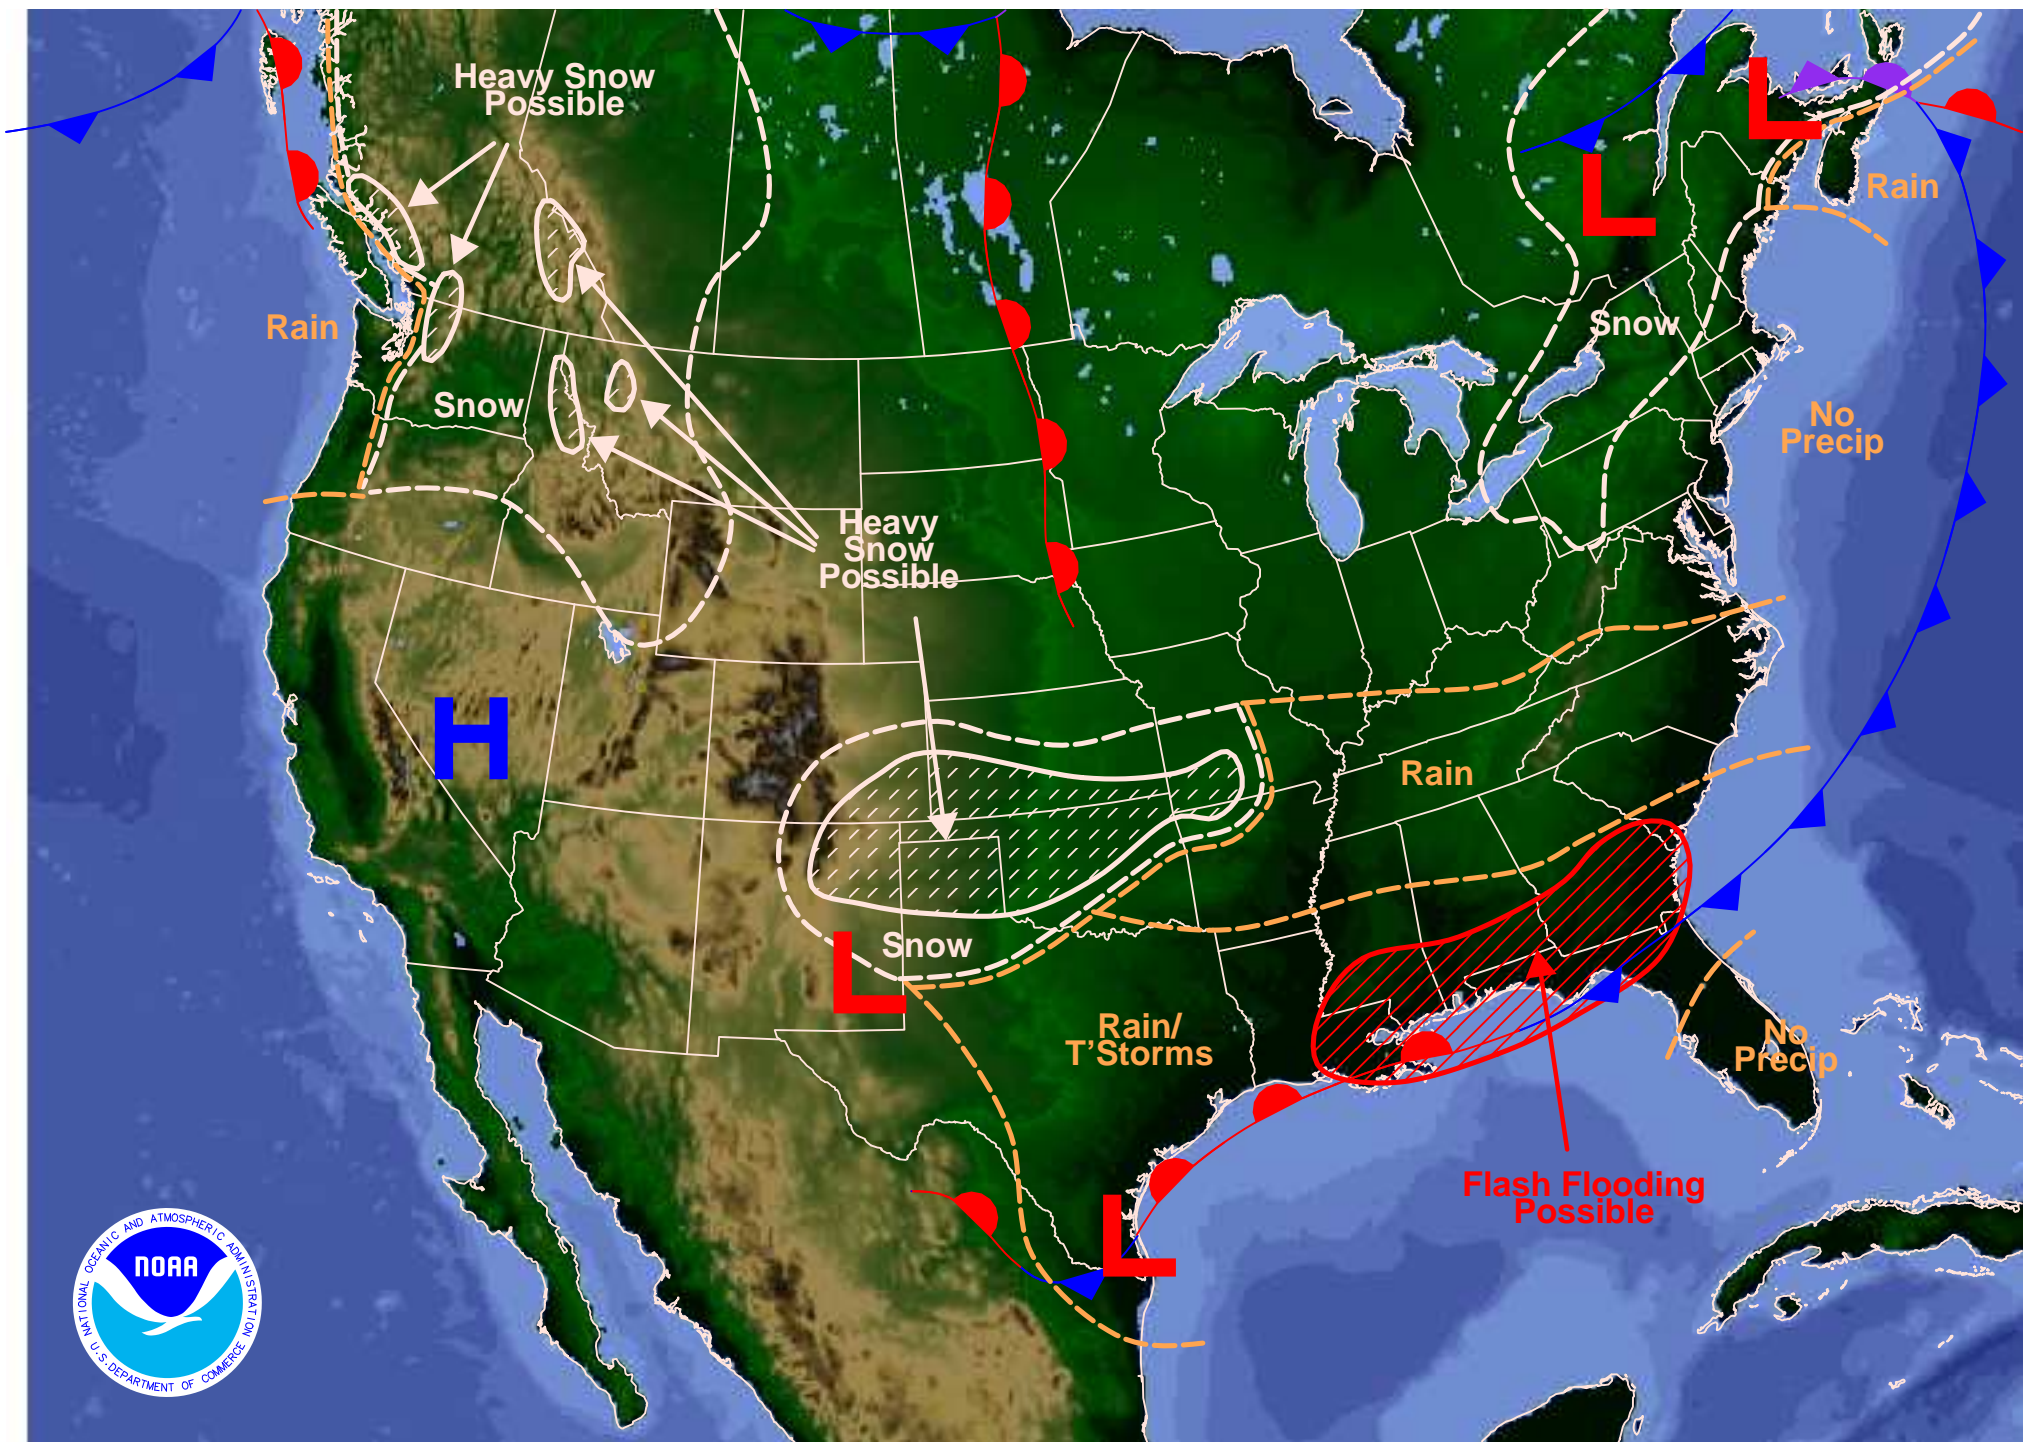 Heavy Snow
Possible
Rain
Rain
Snow
L
L
Snow
No
Precip
Heavy
Snow
Possible
H
Rain
Snow
L
Rain/
T'Storms
No
Precip
Flash Flooding
Possible
L
NATIONAL OCEANIC AND ATMOSPHERIC ADMINISTRATION
NOAA
U.S. DEPARTMENT OF COMMERCE